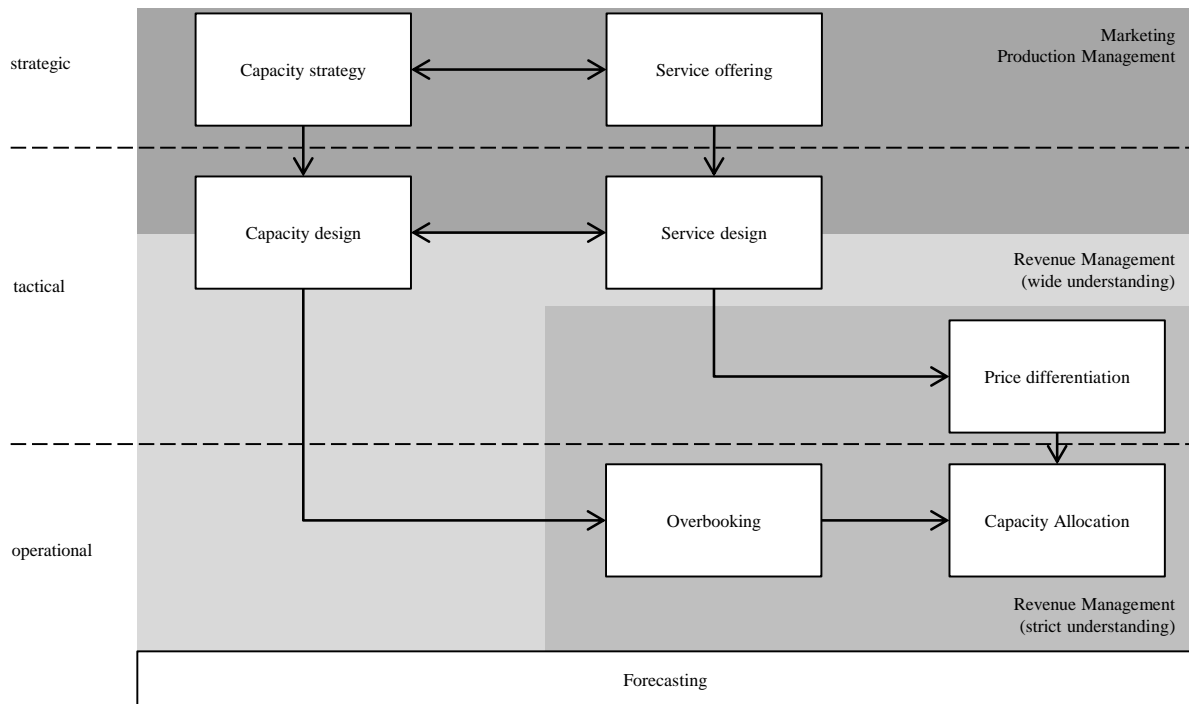 Marketing
Production Management
strategic
Capacity strategy
Service offering
Capacity design
Service design
Revenue Management
(wide understanding)
tactical
Price differentiation
Overbooking
Capacity Allocation
operational
Revenue Management
(strict understanding)
Forecasting